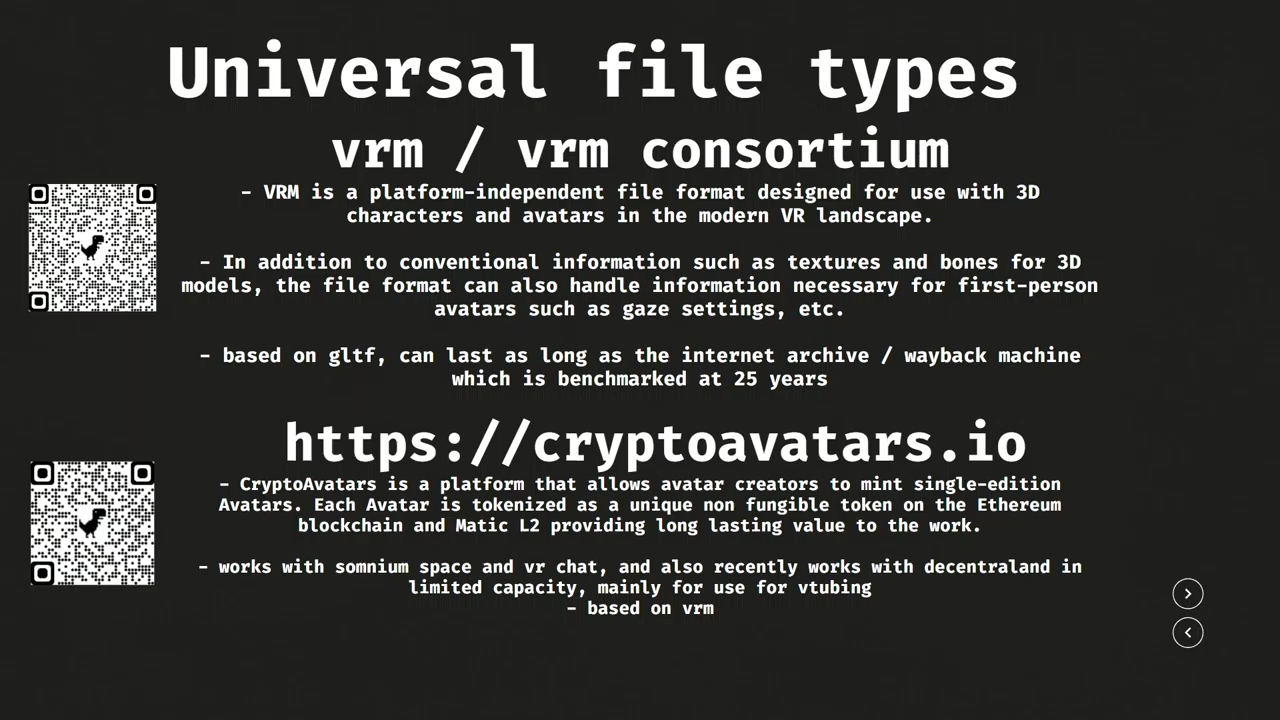 Universal file types
vrm / vrm consortium
- VRM is a platform-independent file format designed for use with 3D
characters and avatars in the modern VR landscape.
- In addition to conventional information such as textures and bones for 3D
models, the file format can also handle information necessary for first-person
avatars such as gaze settings, etc.
- based on gltf, can last as long as the internet archive / wayback machine
which is benchmarked at 25 years
https://cryptoavatars.io
- CryptoAvatars is a platform that allows avatar creators to mint single-edition
Avatars. Each Avatar is tokenized as a unique non fungible token on the Ethereum
blockchain and Matic L2 providing long lasting value to the work.
- works with somnium space and vr chat, and also recently works with decentraland in
limited capacity, mainly for use for vtubing
- based on vrm